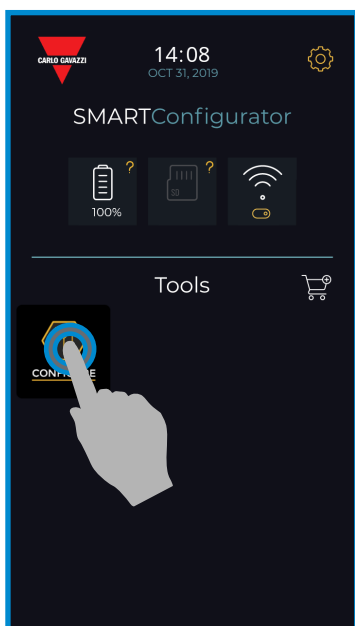 CARLO GAVAZZI
14:08
OCT 31, 2019
SMARTConfigurator
?
?
SD
100%
Tools